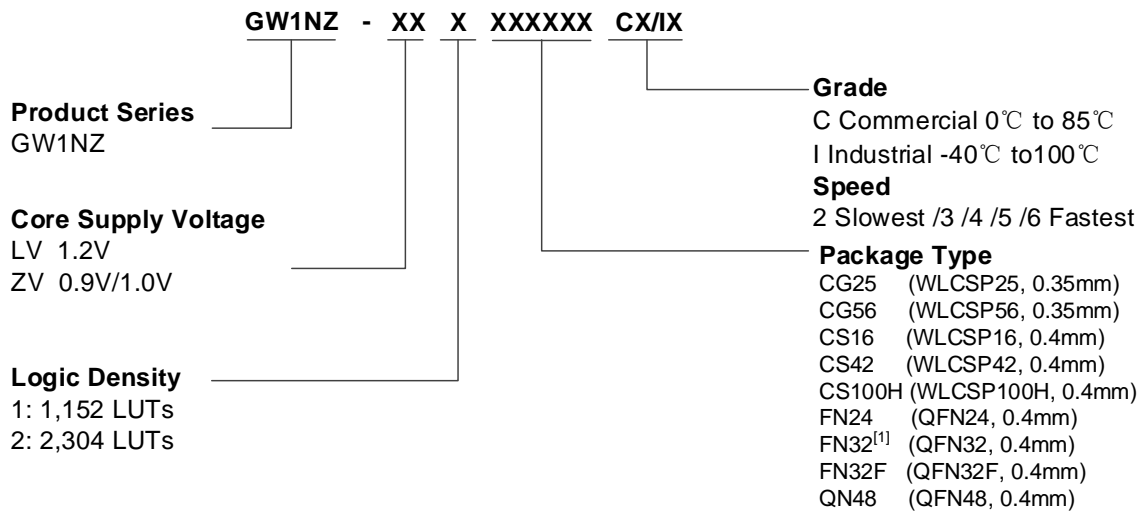 GW1NZ - XX X XXXXXX CX/IX
Product Series
GW1NZ
Core Supply Voltage
LV 1.2V
ZV 0.9V/1.0V
Logic Density
1: 1,152 LUTs
2: 2,304 LUTs
Grade
C Commercial 0℃ to 85℃
I Industrial -40℃ to100℃
Speed
2 Slowest /3 /4 /5 /6 Fastest
Package Type
CG25 (WLCSP25, 0.35mm)
CG56 (WLCSP56, 0.35mm)
CS16 (WLCSP16, 0.4mm)
CS42 (WLCSP42, 0.4mm)
CS100H (WLCSP100H, 0.4mm)
FN24 (QFN24, 0.4mm)
FN32[1] (QFN32, 0.4mm)
FN32F (QFN32F, 0.4mm)
QN48 (QFN48, 0.4mm)